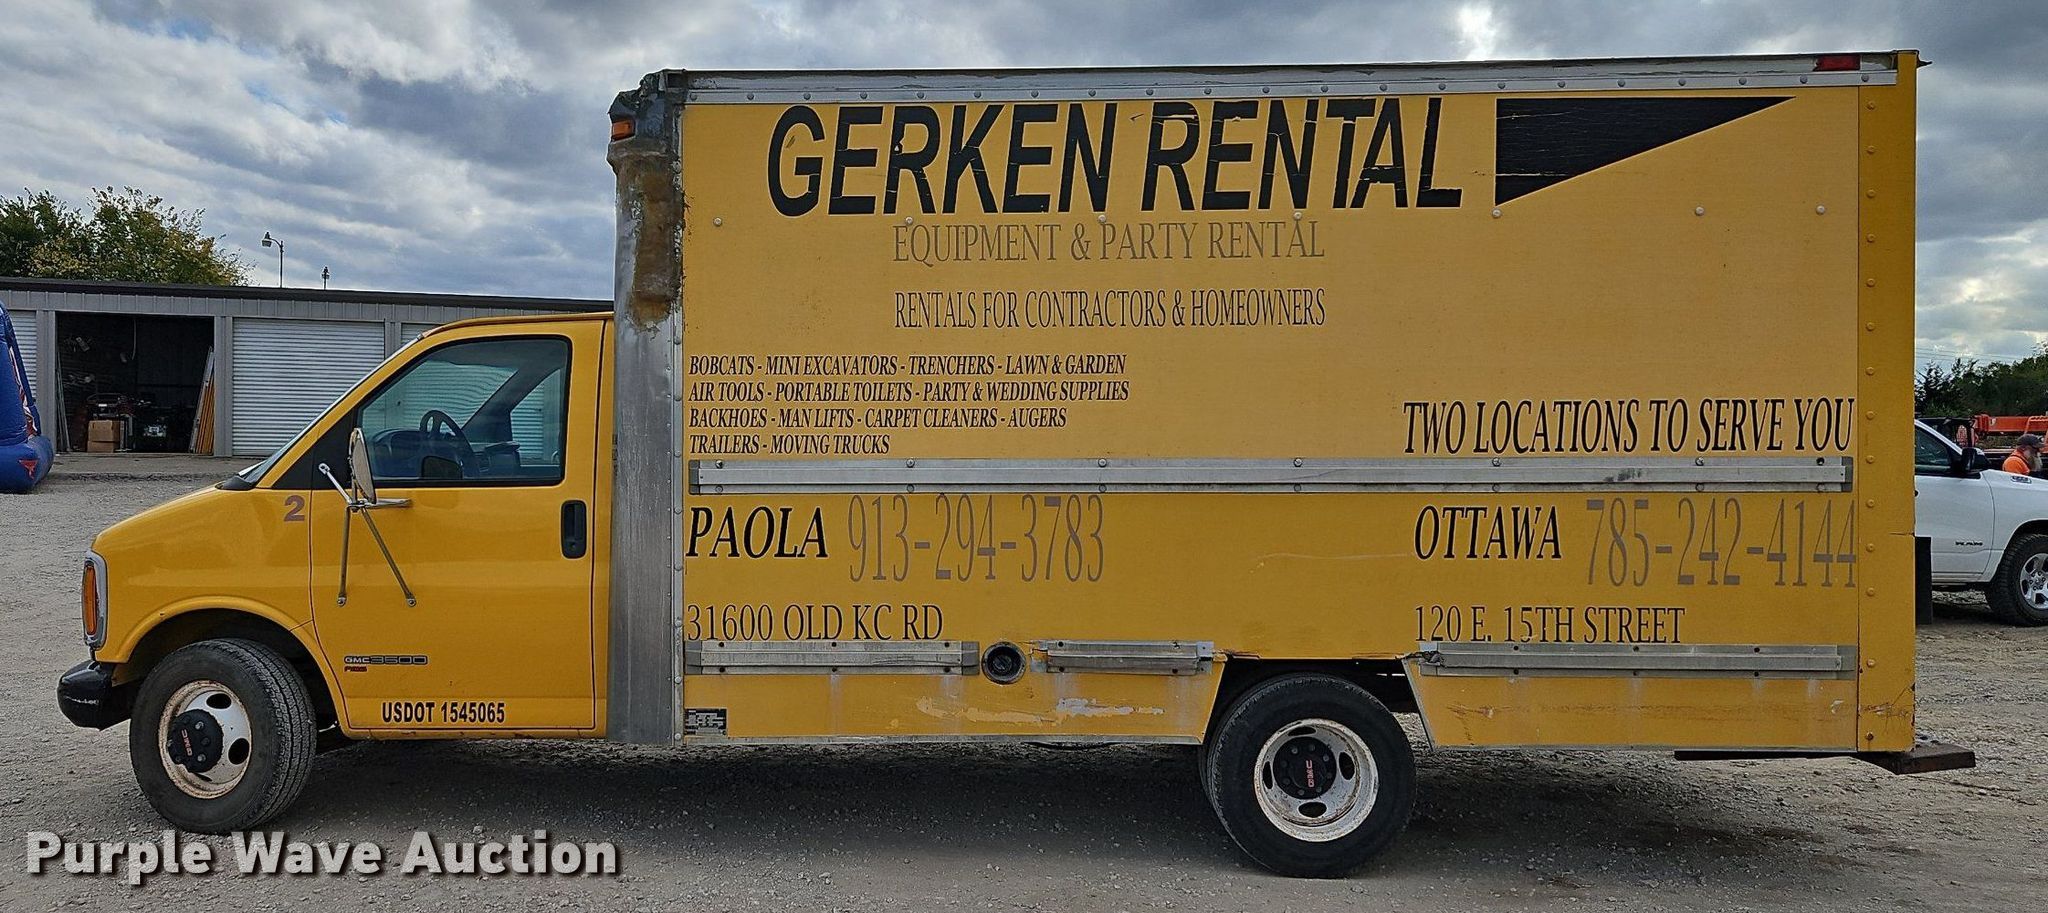 GERKEN RENTAL
EQUIPMENT & PARTY RENTAL
RENTALS FOR CONTRACTORS & HOMEOWNERS
BOBCATS - MINI EXCAVATORS - TRENCHERS - LAWN & GARDEN
AIR TOOLS - PORTABLE TOILETS - PARTY & WEDDING SUPPLIES
BACKHOES - MAN LIFTS - CARPET CLEANERS - AUGERS
TRAILERS - MOVING TRUCKS
TWO LOCATIONS TO SERVE YOU
PAOLA 913-294-3783
31600 OLD KC RD
OTTAWA 785-242-4144
120 E. 15TH STREET
2
GMC 3500
USDOT 1545065
GMC
GMC
RAM
Purple Wave Auction